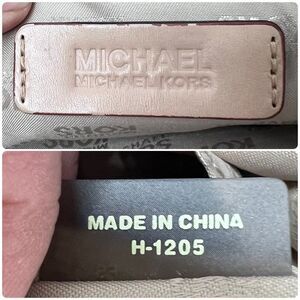 MICHAEL
MICHAEL KORS
MADE IN CHINA
H-1205